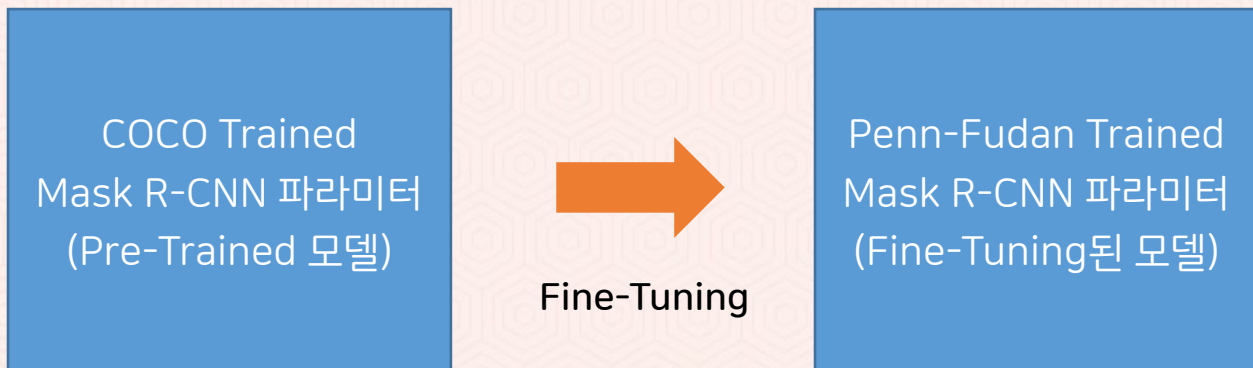 COCO Trained
Mask R-CNN 파라미터
(Pre-Trained 모델)
Fine-Tuning
Penn-Fudan Trained
Mask R-CNN 파라미터
(Fine-Tuning된 모델)